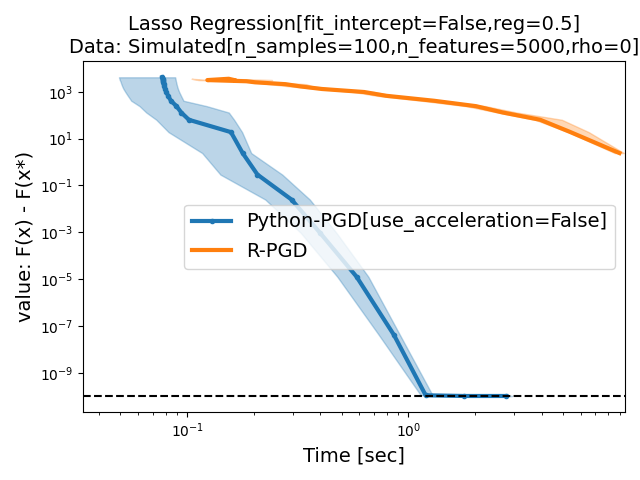 Lasso Regression[fit_intercept=False,reg=0.5]
Data: Simulated[n_samples=100,n_features=5000,rho=0]
value: F(x) - F(x*)
10³
10¹
10⁻¹
10⁻³
10⁻⁵
10⁻⁷
10⁻⁹
Python-PGD[use_acceleration=False]
R-PGD
10⁻¹ 10⁰
Time [sec]